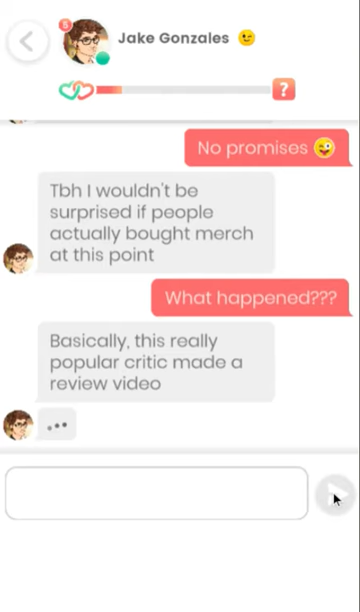 5
Jake Gonzales 😉
?
No promises 🤪
Tbh I wouldn't be
surprised if people
actually bought merch
at this point
What happened???
Basically, this really
popular critic made a
review video
...